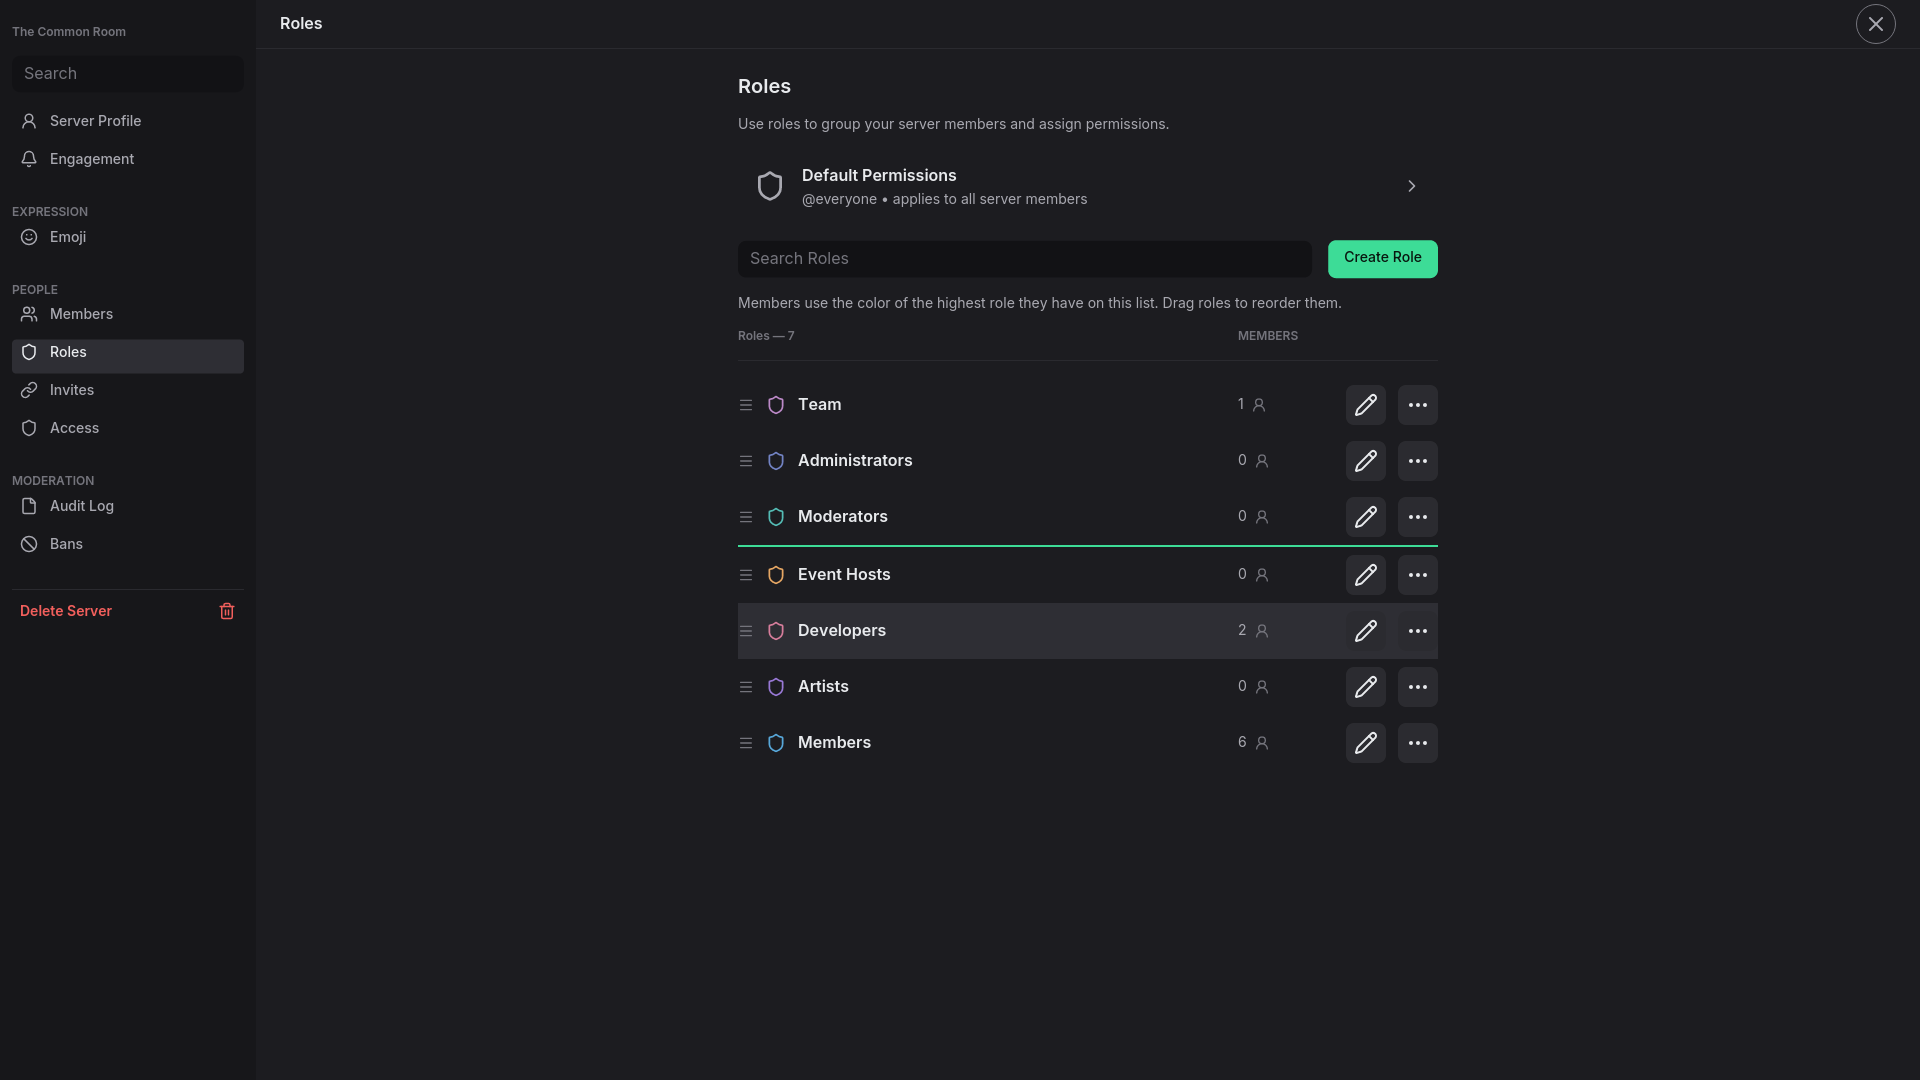 The Common Room
Search
Server Profile
Engagement
EXPRESSION
Emoji
PEOPLE
Members
Roles
Invites
Access
MODERATION
Audit Log
Bans
Delete Server
Roles
Roles
Use roles to group your server members and assign permissions.
Default Permissions
@everyone • applies to all server members
Search Roles
Create Role
Members use the color of the highest role they have on this list. Drag roles to reorder them.
Roles — 7 MEMBERS
Team 1
Administrators 0
Moderators 0
Event Hosts 0
Developers 2
Artists 0
Members 6